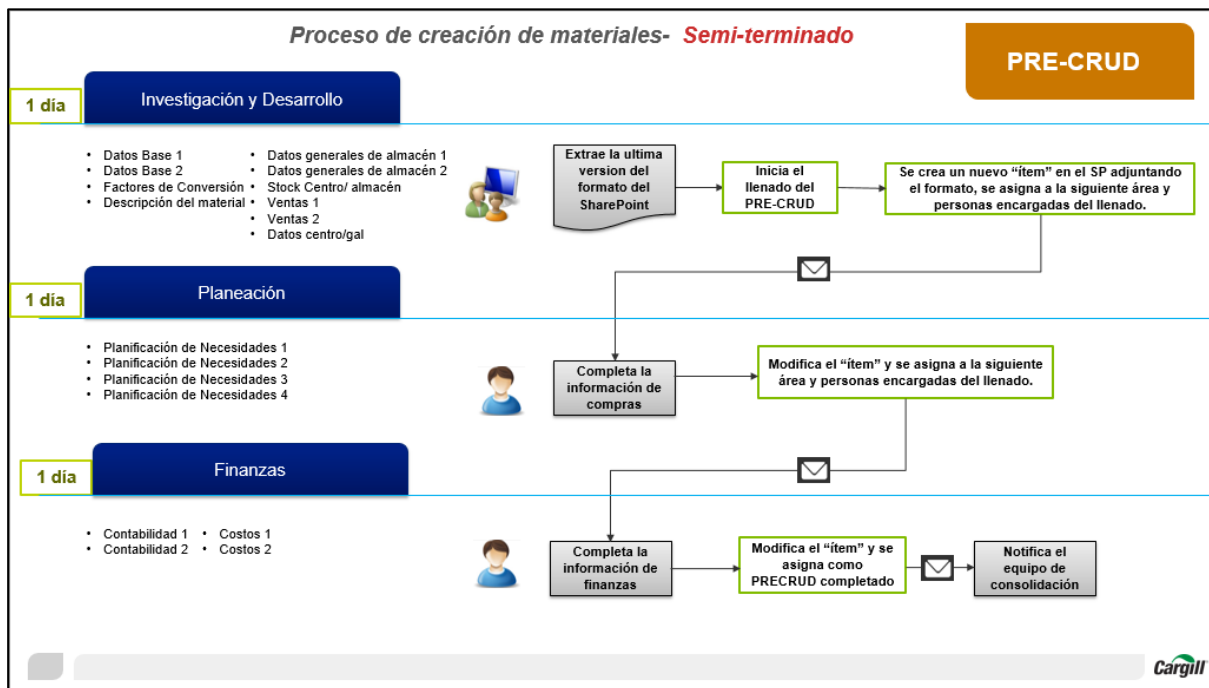 Proceso de creación de materiales- Semi-terminado
PRE-CRUD
1 día
Investigación y Desarrollo
• Datos Base 1
• Datos Base 2
• Factores de Conversión
• Descripción del material
• Datos generales de almacén 1
• Datos generales de almacén 2
• Stock Centro/ almacén
• Ventas 1
• Ventas 2
• Datos centro/gal
Extrae la ultima
version del
formato del
SharePoint
Inicia el
llenado del
PRE-CRUD
Se crea un nuevo “ítem” en el SP adjuntando
el formato, se asigna a la siguiente área y
personas encargadas del llenado.
1 día
Planeación
• Planificación de Necesidades 1
• Planificación de Necesidades 2
• Planificación de Necesidades 3
• Planificación de Necesidades 4
Completa la
información de
compras
Modifica el “ítem” y se asigna a la siguiente
área y personas encargadas del llenado.
1 día
Finanzas
• Contabilidad 1
• Contabilidad 2
• Costos 1
• Costos 2
Completa la
información de
finanzas
Modifica el “ítem” y se
asigna como
PRECRUD completado
Notifica el
equipo de
consolidación
Cargill